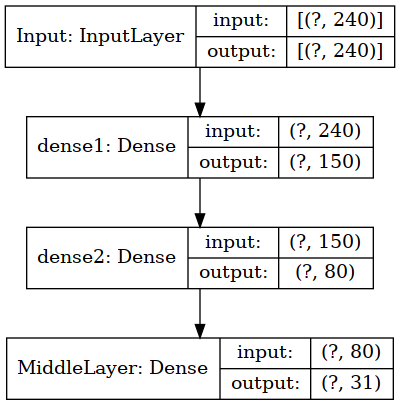 Input: InputLayer
input: [(?, 240)]
output: [(?, 240)]
dense1: Dense
input: (?, 240)
output: (?, 150)
dense2: Dense
input: (?, 150)
output: (?, 80)
MiddleLayer: Dense
input: (?, 80)
output: (?, 31)